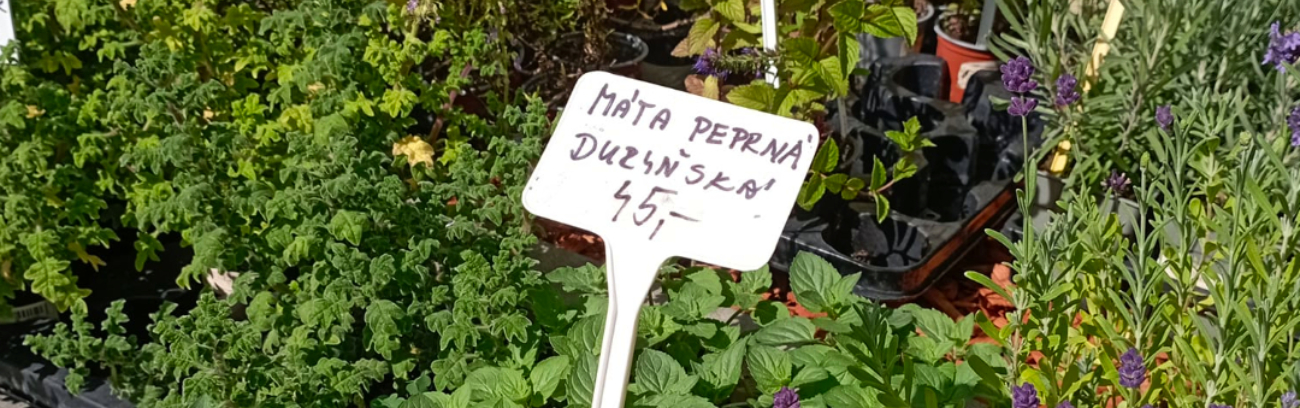 MÁTA PEPRNÁ
DUZYŇSKÁ
45,-